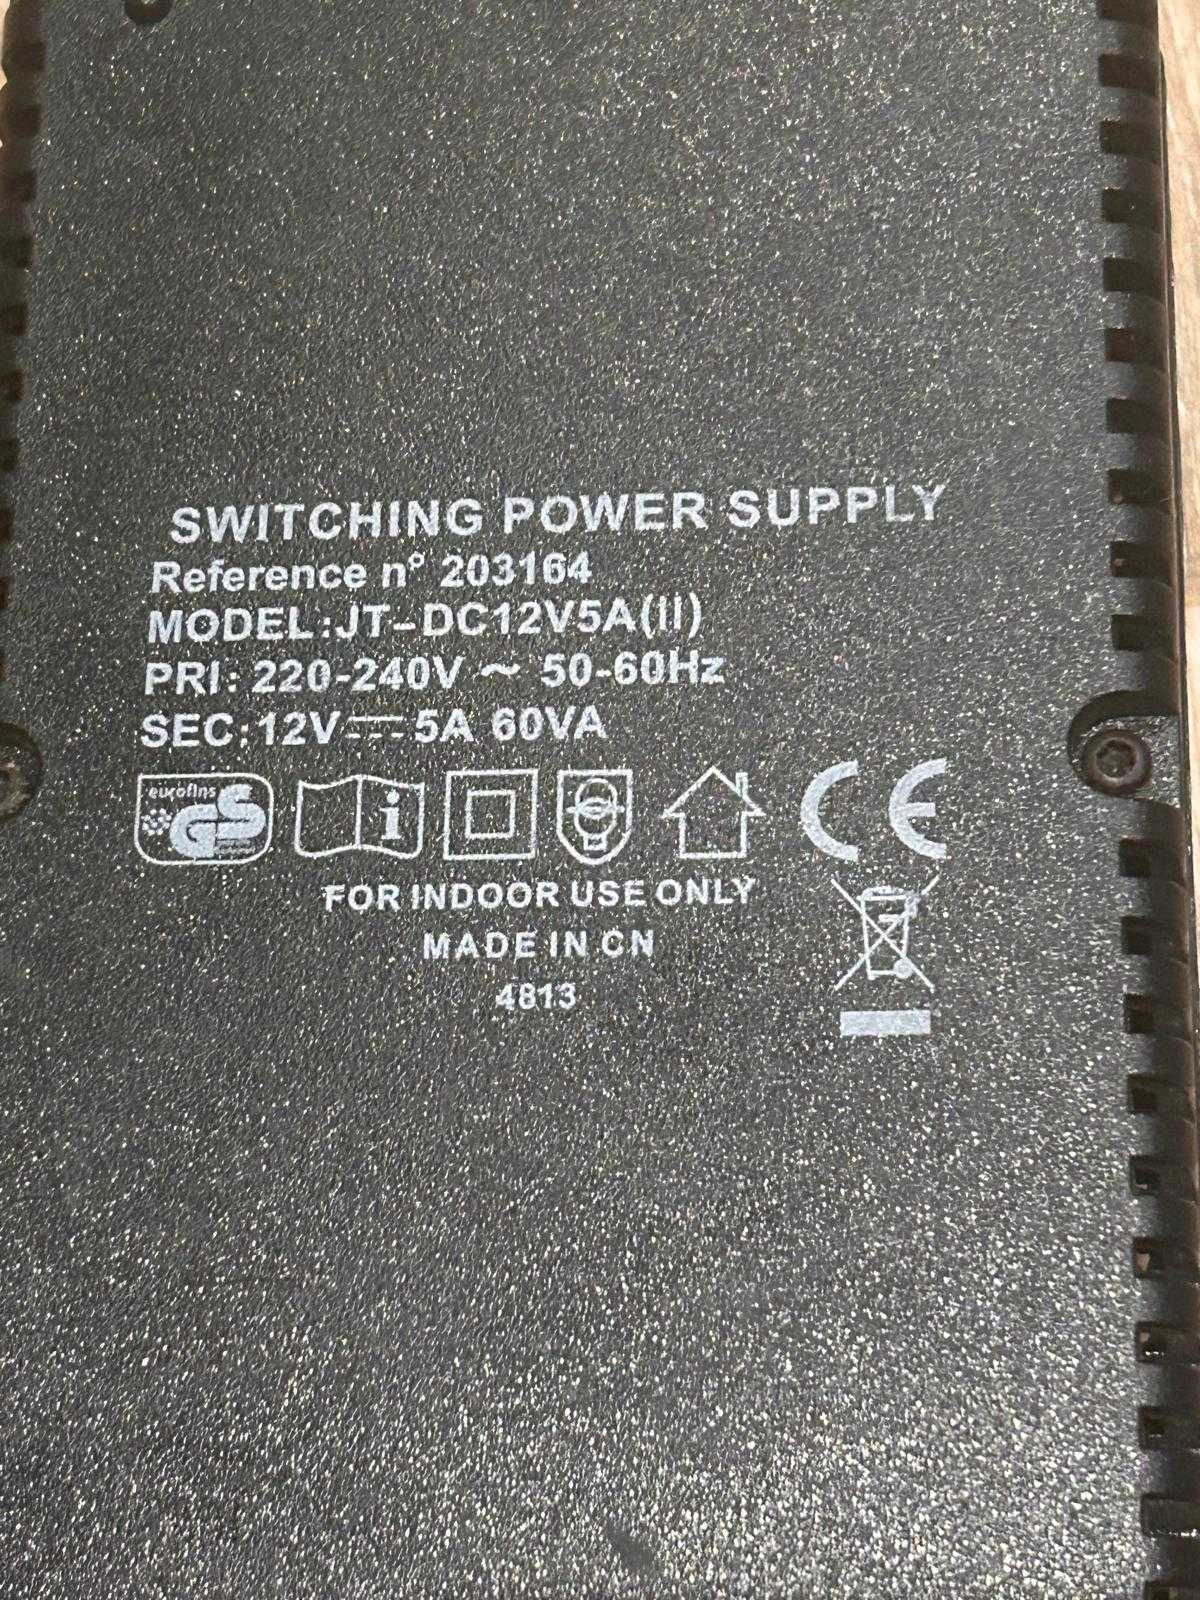 SWITCHING POWER SUPPLY
Reference n° 203164
MODEL:JT-DC12V5A(II)
PRI: 220-240V ~ 50-60Hz
SEC:12V⎓5A 60VA
eurofins
GS
i
CE
FOR INDOOR USE ONLY
MADE IN CN
4813